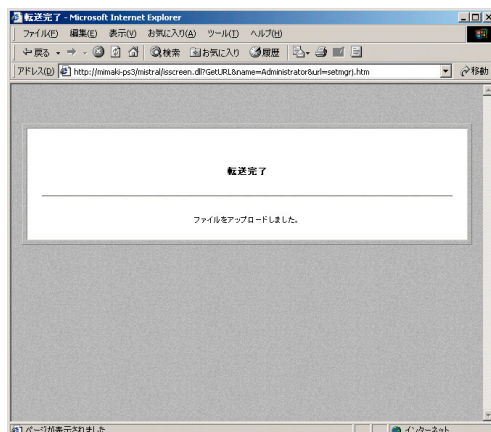 転送完了 - Microsoft Internet Explorer
ファイル(F) 編集(E) 表示(V) お気に入り(A) ツール(T) ヘルプ(H)
戻る 検索 お気に入り 履歴
アドレス(D) http://mimaki-ps3/mistral/isscreen.dll?GetURL&name=Administrator&url=setmgrj.htm 移動
転送完了
ファイルをアップロードしました。
ページが表示されました インターネット